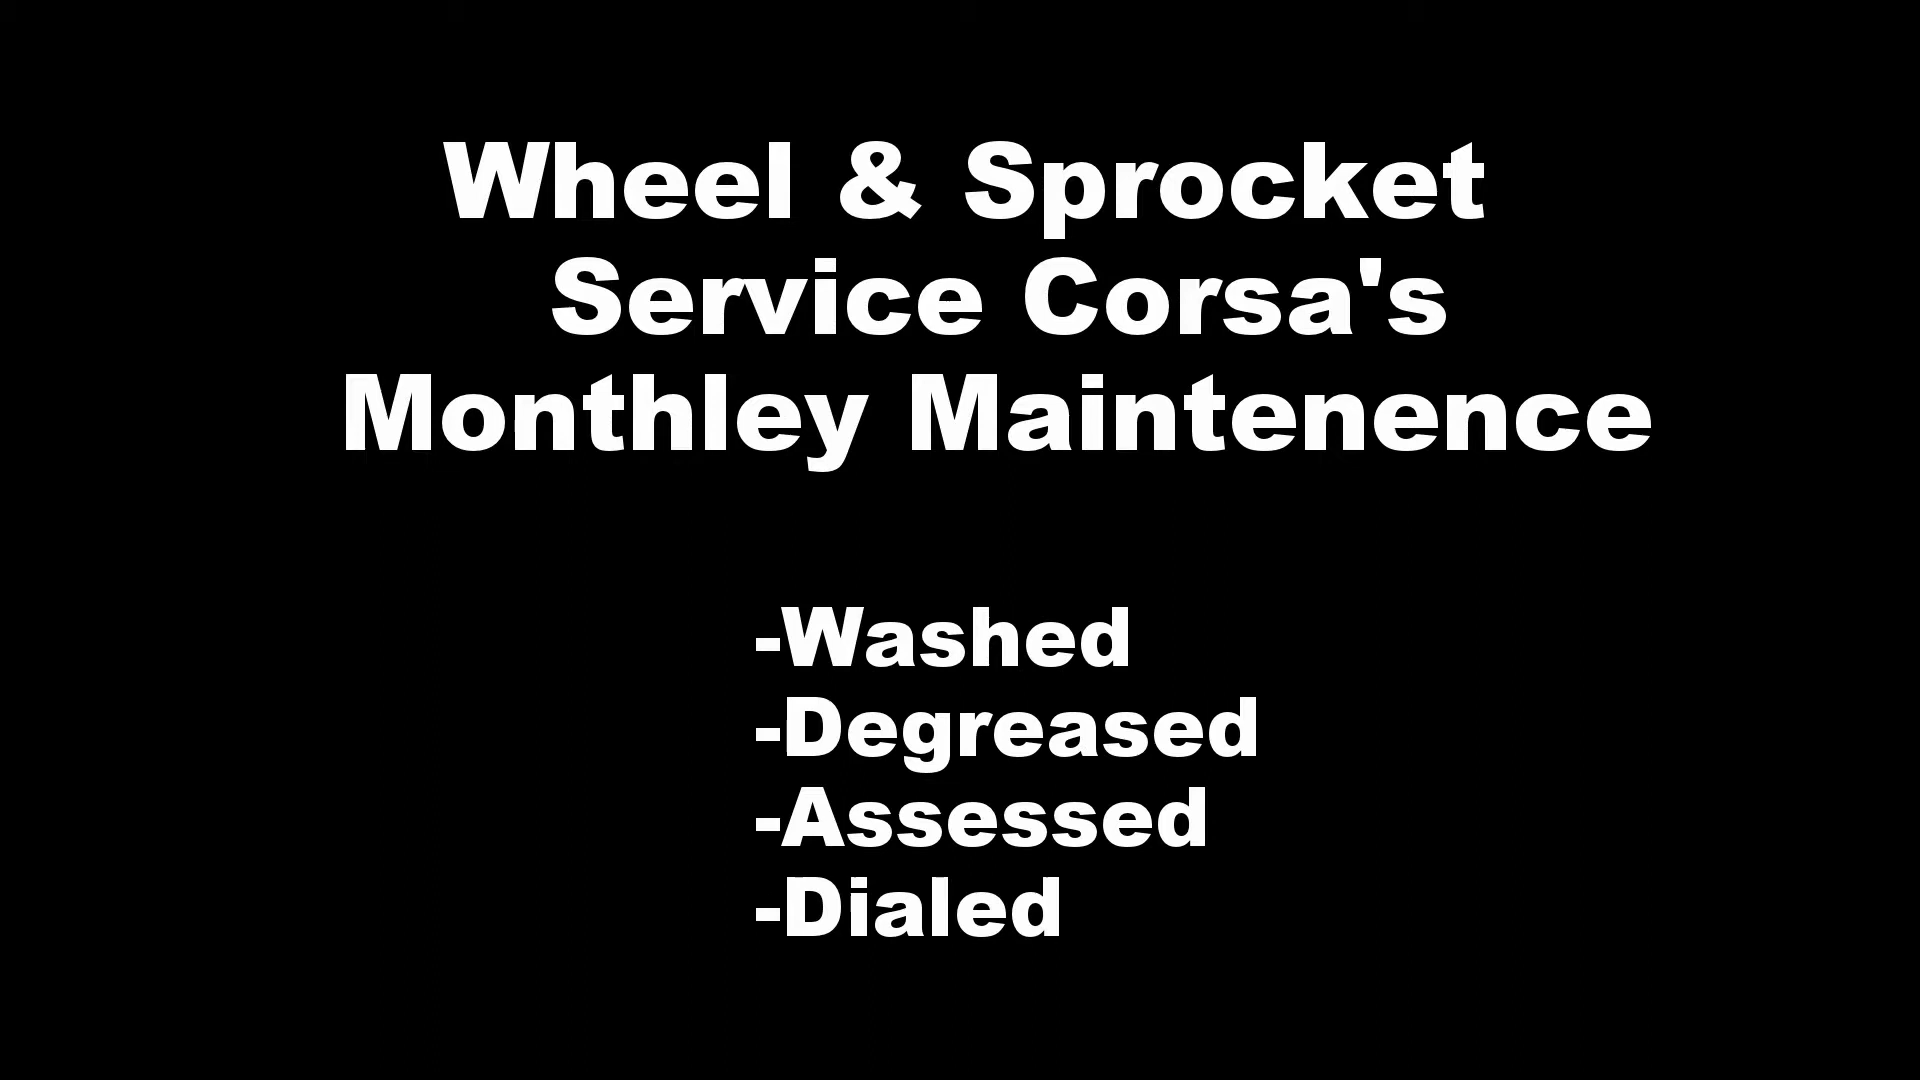 Wheel & Sprocket
Service Corsa's
Monthley Maintenence
-Washed
-Degreased
-Assessed
-Dialed